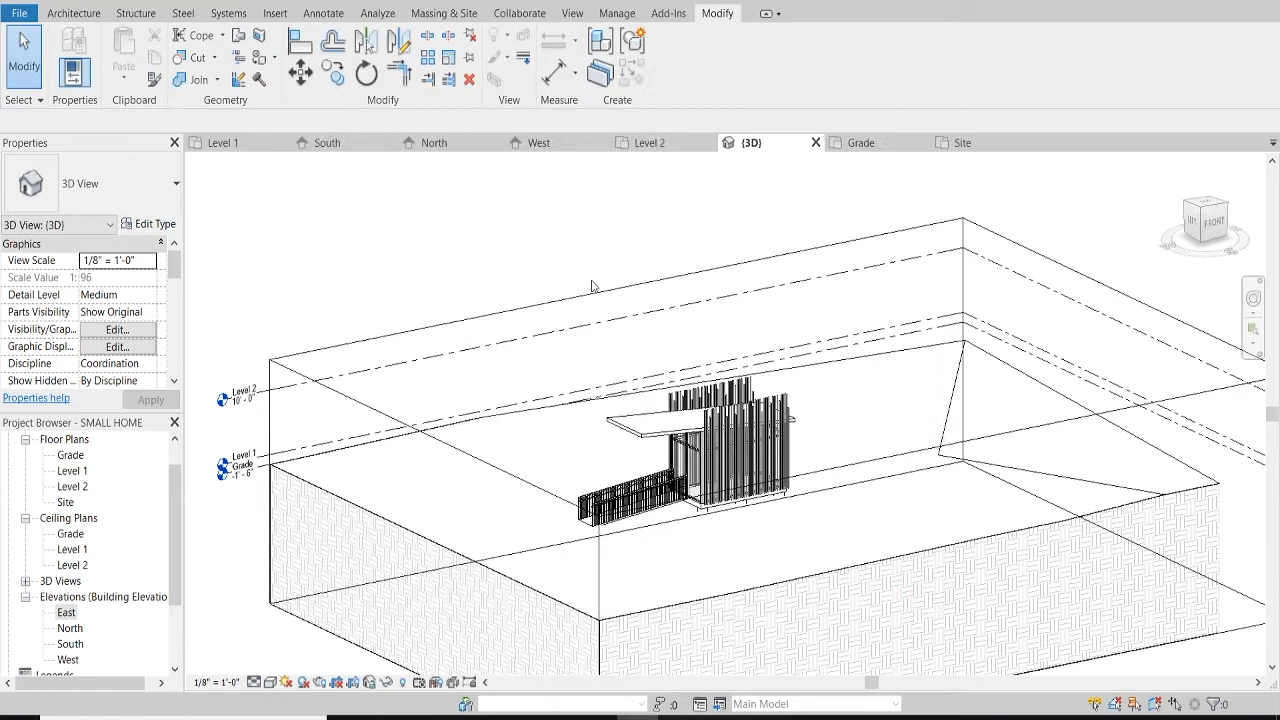 File Architecture Structure Steel Systems Insert Annotate Analyze Massing & Site Collaborate View Manage Add-Ins Modify
Modify Paste Cope Cut Join
Select Properties Clipboard Geometry Modify View Measure Create
Properties Level 1 South North West Level 2 {3D} Grade Site
3D View
3D View: {3D} Edit Type
Graphics
View Scale 1/8" = 1'-0"
Scale Value 1: 96
Detail Level Medium
Parts Visibility Show Original
Visibility/Grap... Edit...
Graphic Displ... Edit...
Discipline Coordination
Show Hidden By Discipline
Properties help Apply
Project Browser - SMALL HOME
Floor Plans
Grade
Level 1
Level 2
Site
Ceiling Plans
Grade
Level 1
Level 2
3D Views
Elevations (Building Elevatio
East
North
South
West
Level 2
10' - 0"
Level 1
Grade
-1' - 6"
FRONT
1/8" = 1'-0"
:0 Main Model :0